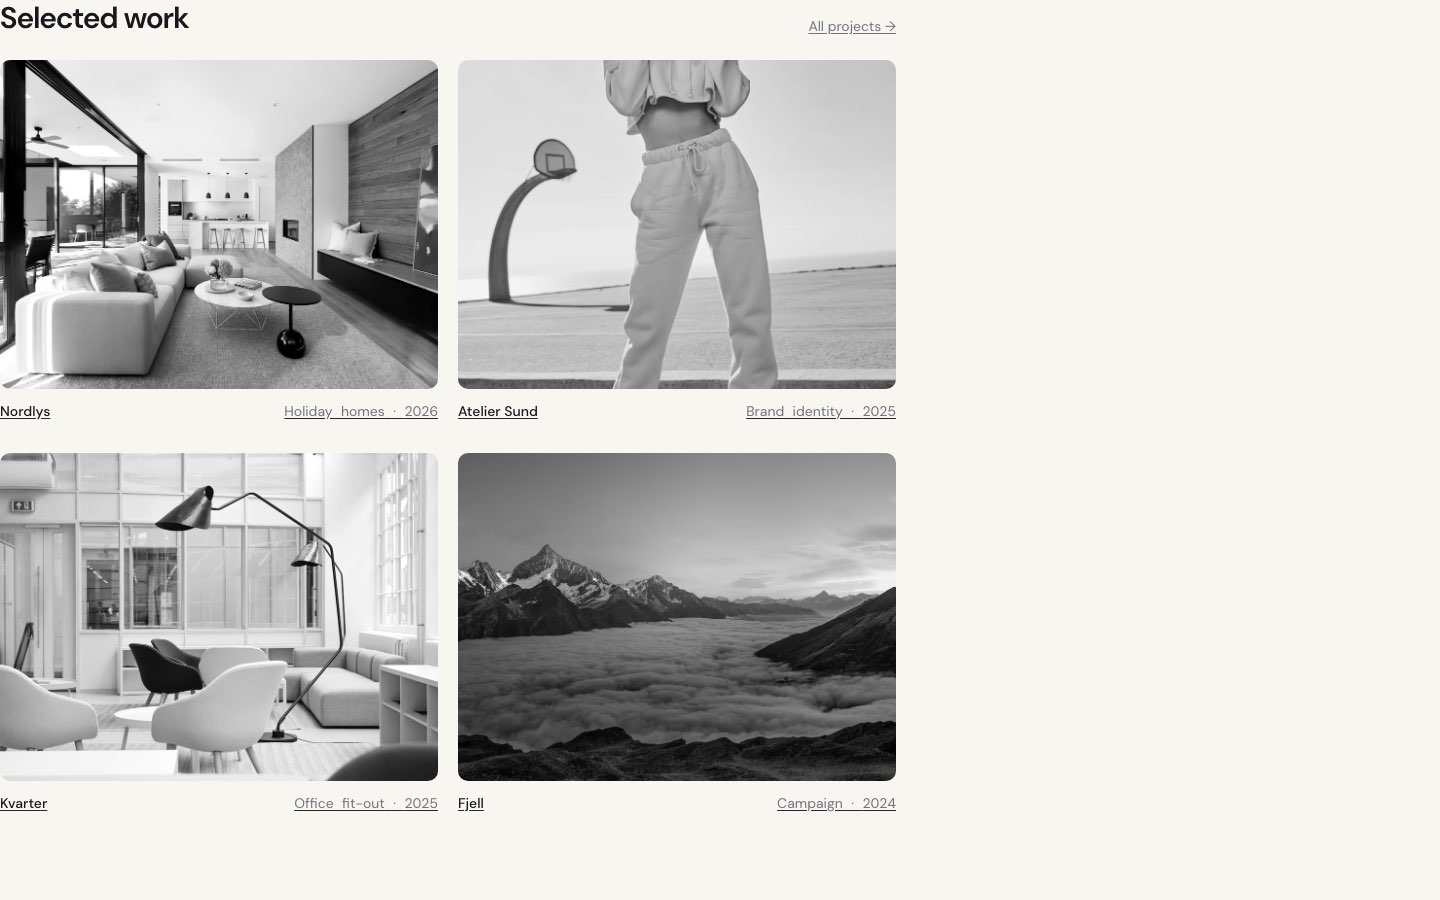 Selected work
All projects →
Nordlys
Holiday homes · 2026
Atelier Sund
Brand identity · 2025
Kvarter
Office fit-out · 2025
Fjell
Campaign · 2024